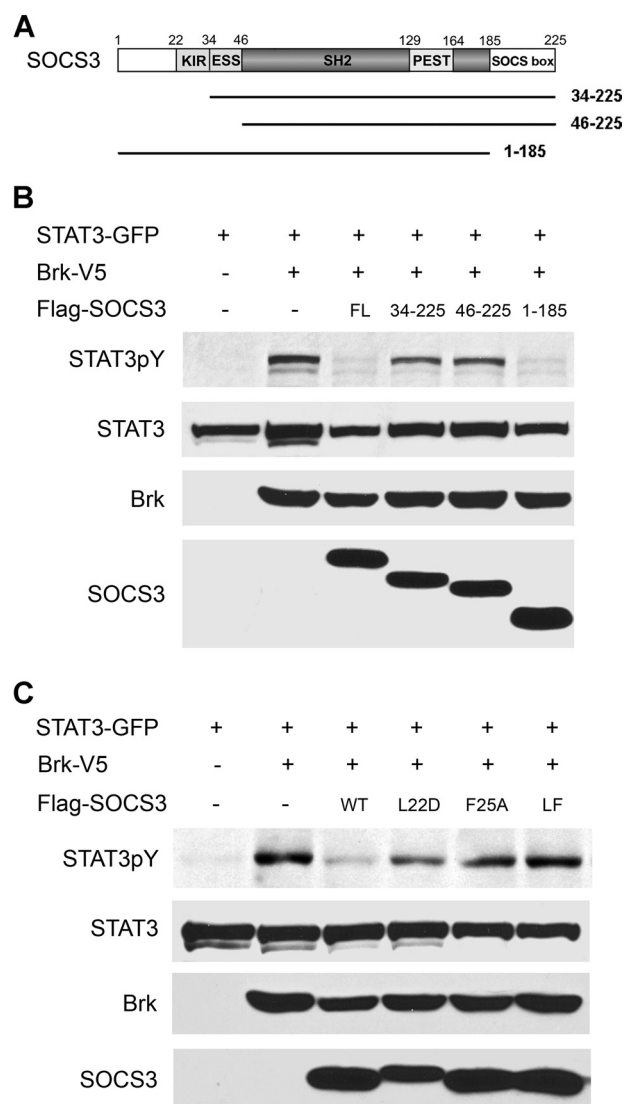 A
1 22 34 46 129 164 185 225
SOCS3 KIR ESS SH2 PEST SOCS box
34-225
46-225
1-185
B
STAT3-GFP + + + + + +
Brk-V5 - + + + + +
Flag-SOCS3 - - FL 34-225 46-225 1-185
STAT3pY
STAT3
Brk
SOCS3
C
STAT3-GFP + + + + + +
Brk-V5 - + + + + +
Flag-SOCS3 - - WT L22D F25A LF
STAT3pY
STAT3
Brk
SOCS3